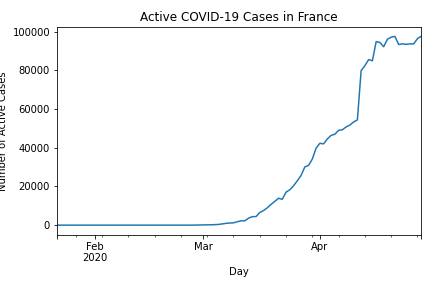 Active COVID-19 Cases in France
Number of Active Cases
100000
80000
60000
40000
20000
0
Feb
2020
Mar
Apr
Day